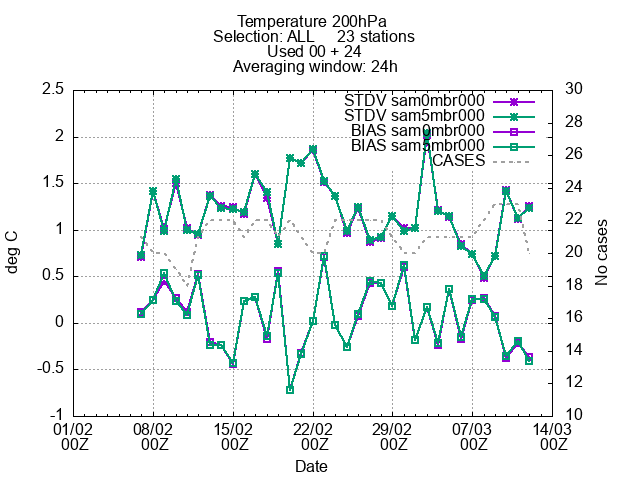 Temperature 200hPa
Selection: ALL 23 stations
Used 00 + 24
Averaging window: 24h
STDV sam0mbr000
STDV sam5mbr000
BIAS sam0mbr000
BIAS sam5mbr000
CASES
2.5
2
1.5
1
0.5
0
-0.5
-1
deg C
30
28
26
24
22
20
18
16
14
12
10
No cases
01/02 08/02 15/02 22/02 29/02 07/03 14/03
00Z 00Z 00Z 00Z 00Z 00Z 00Z
Date